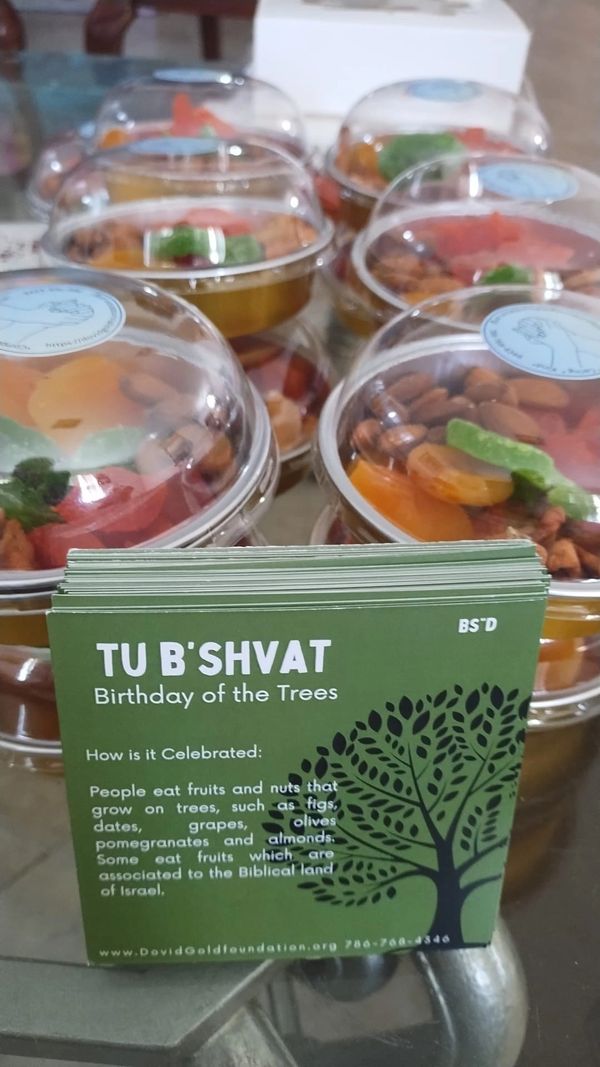 BS"D
TU B'SHVAT
Birthday of the Trees
How is it Celebrated:
People eat fruits and nuts that
grow on trees, such as figs,
dates, grapes, olives
pomegranates and almonds.
Some eat fruits which are
associated to the Biblical land
of Israel.
www.DovidGoldfoundation.org 786-768-4346